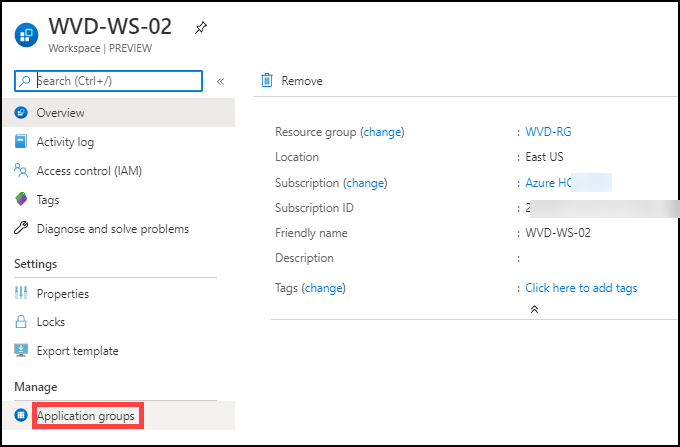 WVD-WS-02
Workspace | PREVIEW
Search (Ctrl+/)
«
Remove
Overview
Activity log
Access control (IAM)
Tags
Diagnose and solve problems
Settings
Properties
Locks
Export template
Manage
Application groups
Resource group (change) : WVD-RG
Location : East US
Subscription (change) : Azure
Subscription ID : 2
Friendly name : WVD-WS-02
Description :
Tags (change) : Click here to add tags